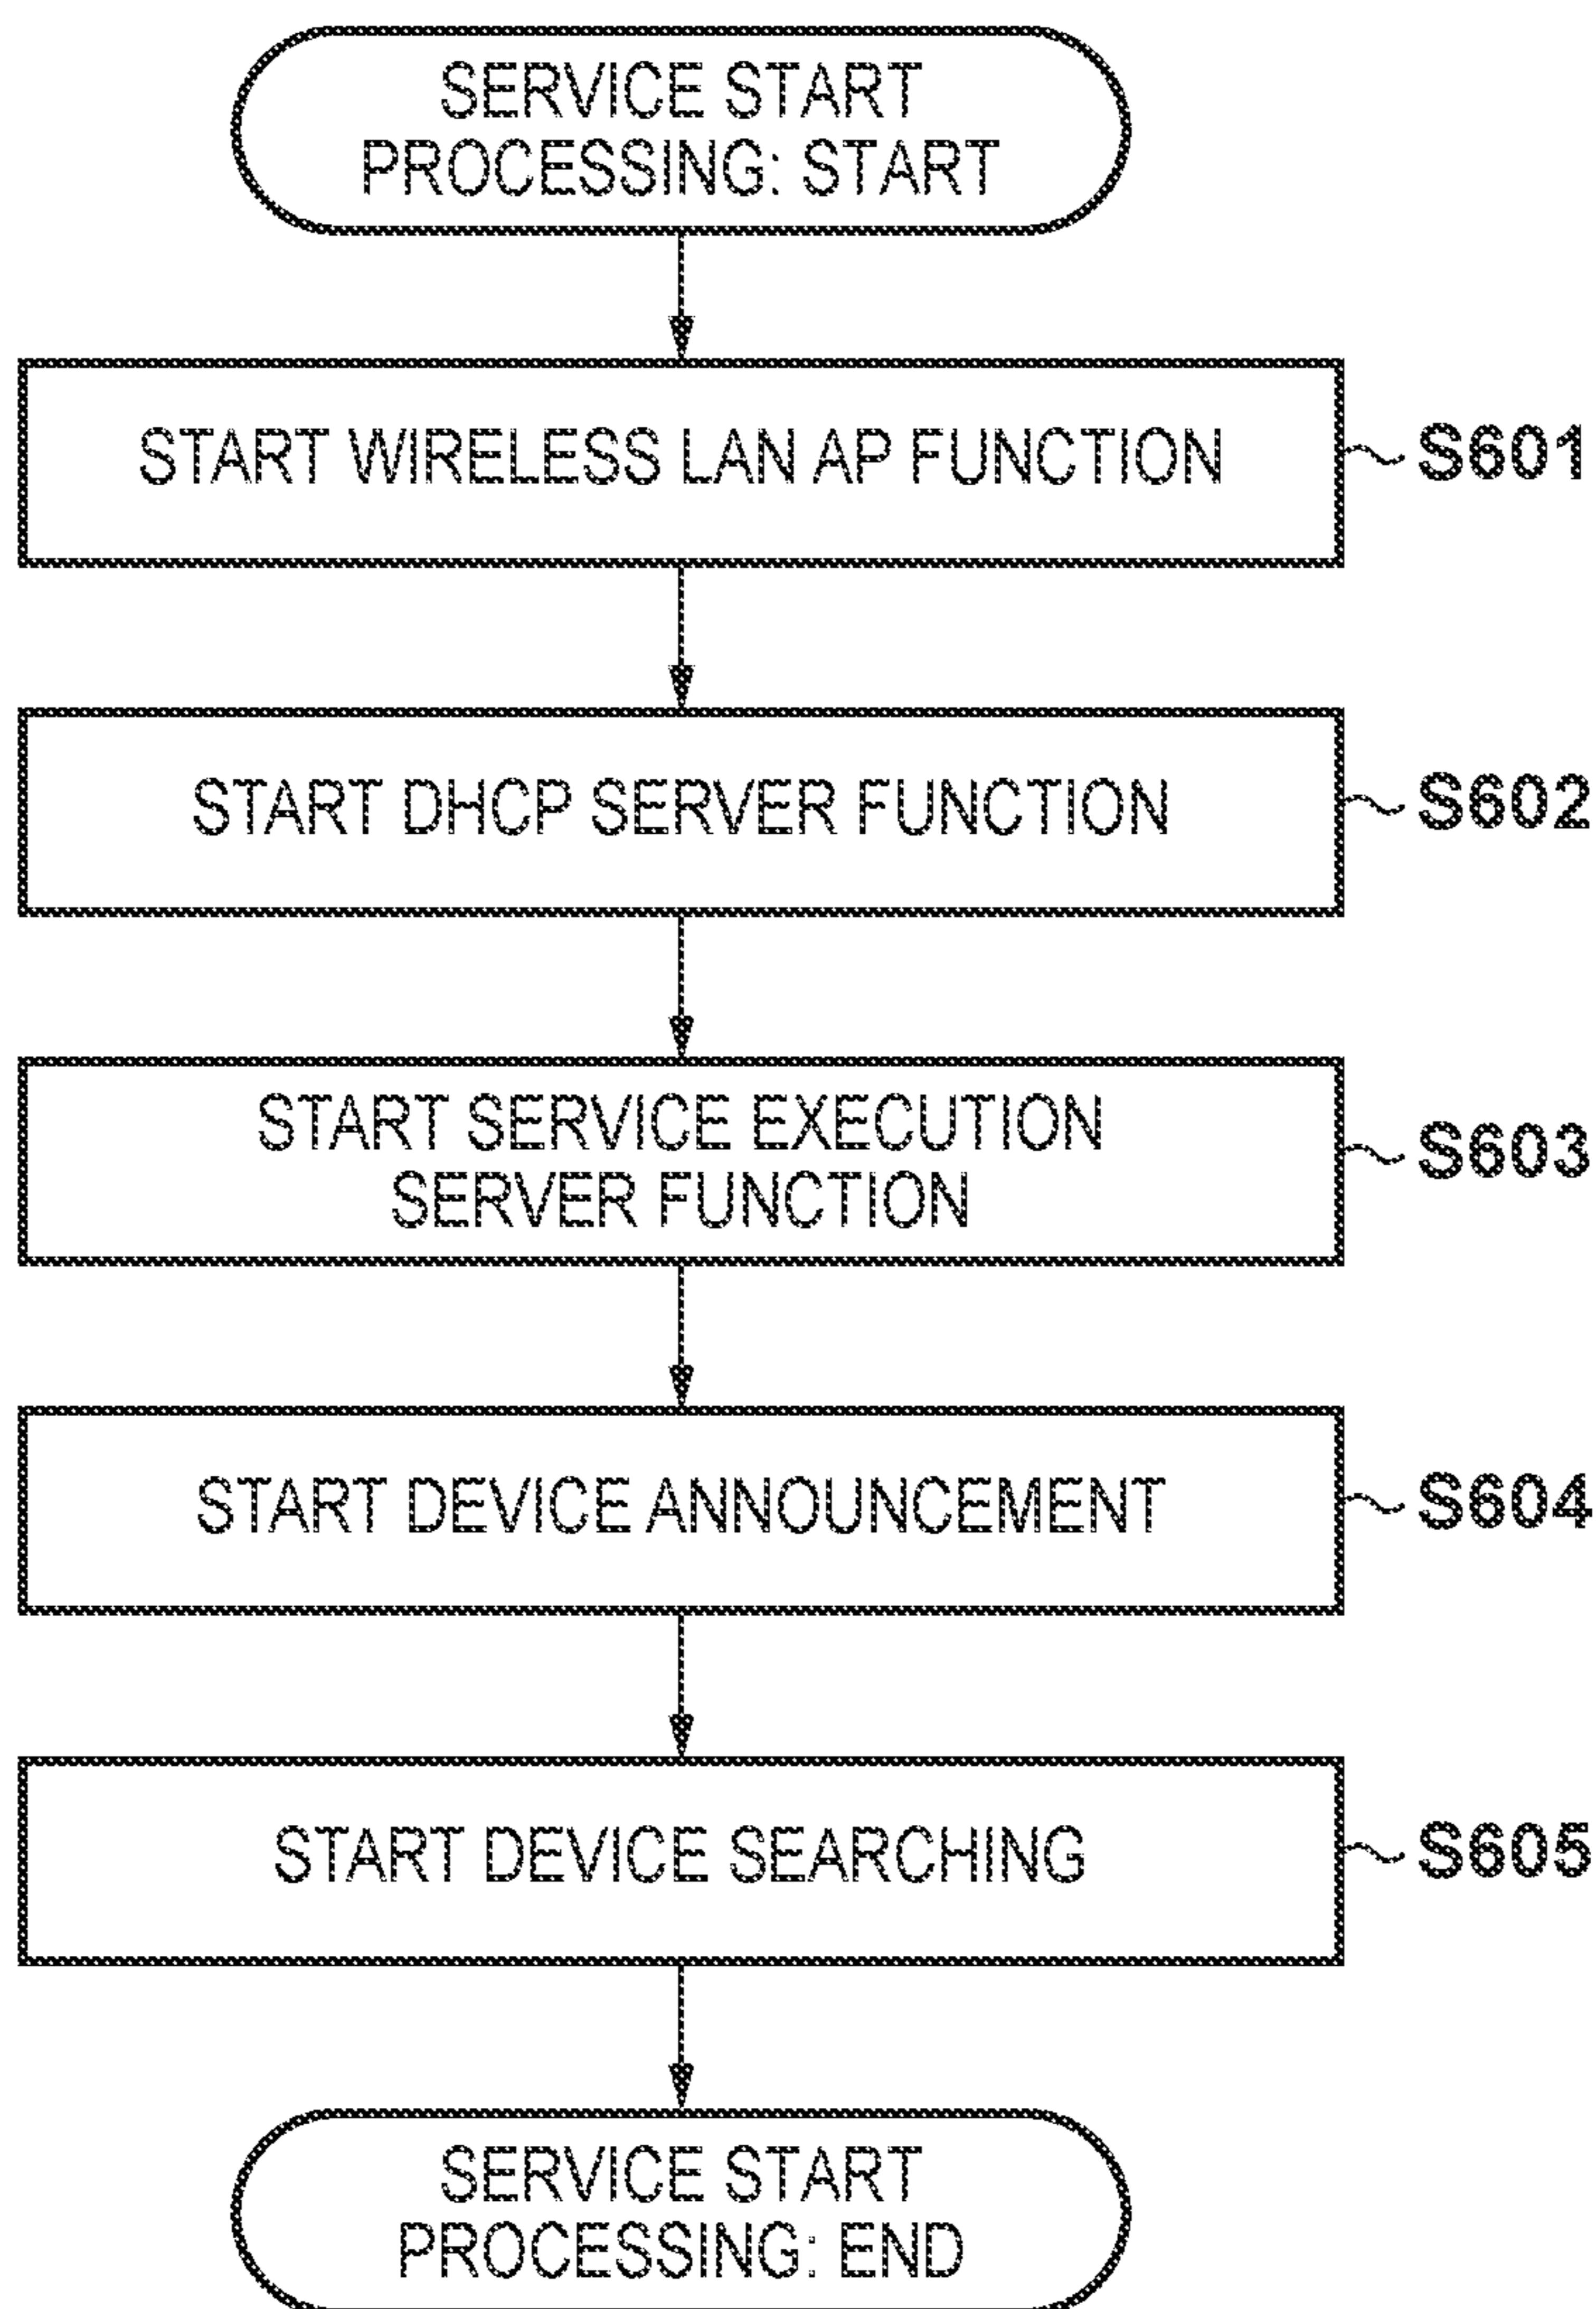 SERVICE START
PROCESSING: START
START WIRELESS LAN AP FUNCTION
S601
START DHCP SERVER FUNCTION
S602
START SERVICE EXECUTION
SERVER FUNCTION
S603
START DEVICE ANNOUNCEMENT
S604
START DEVICE SEARCHING
S605
SERVICE START
PROCESSING: END